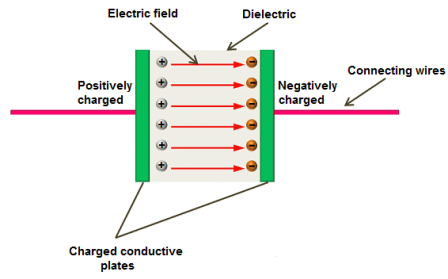 Electric field
Dielectric
Positively
charged
Negatively
charged
Connecting wires
Charged conductive
plates